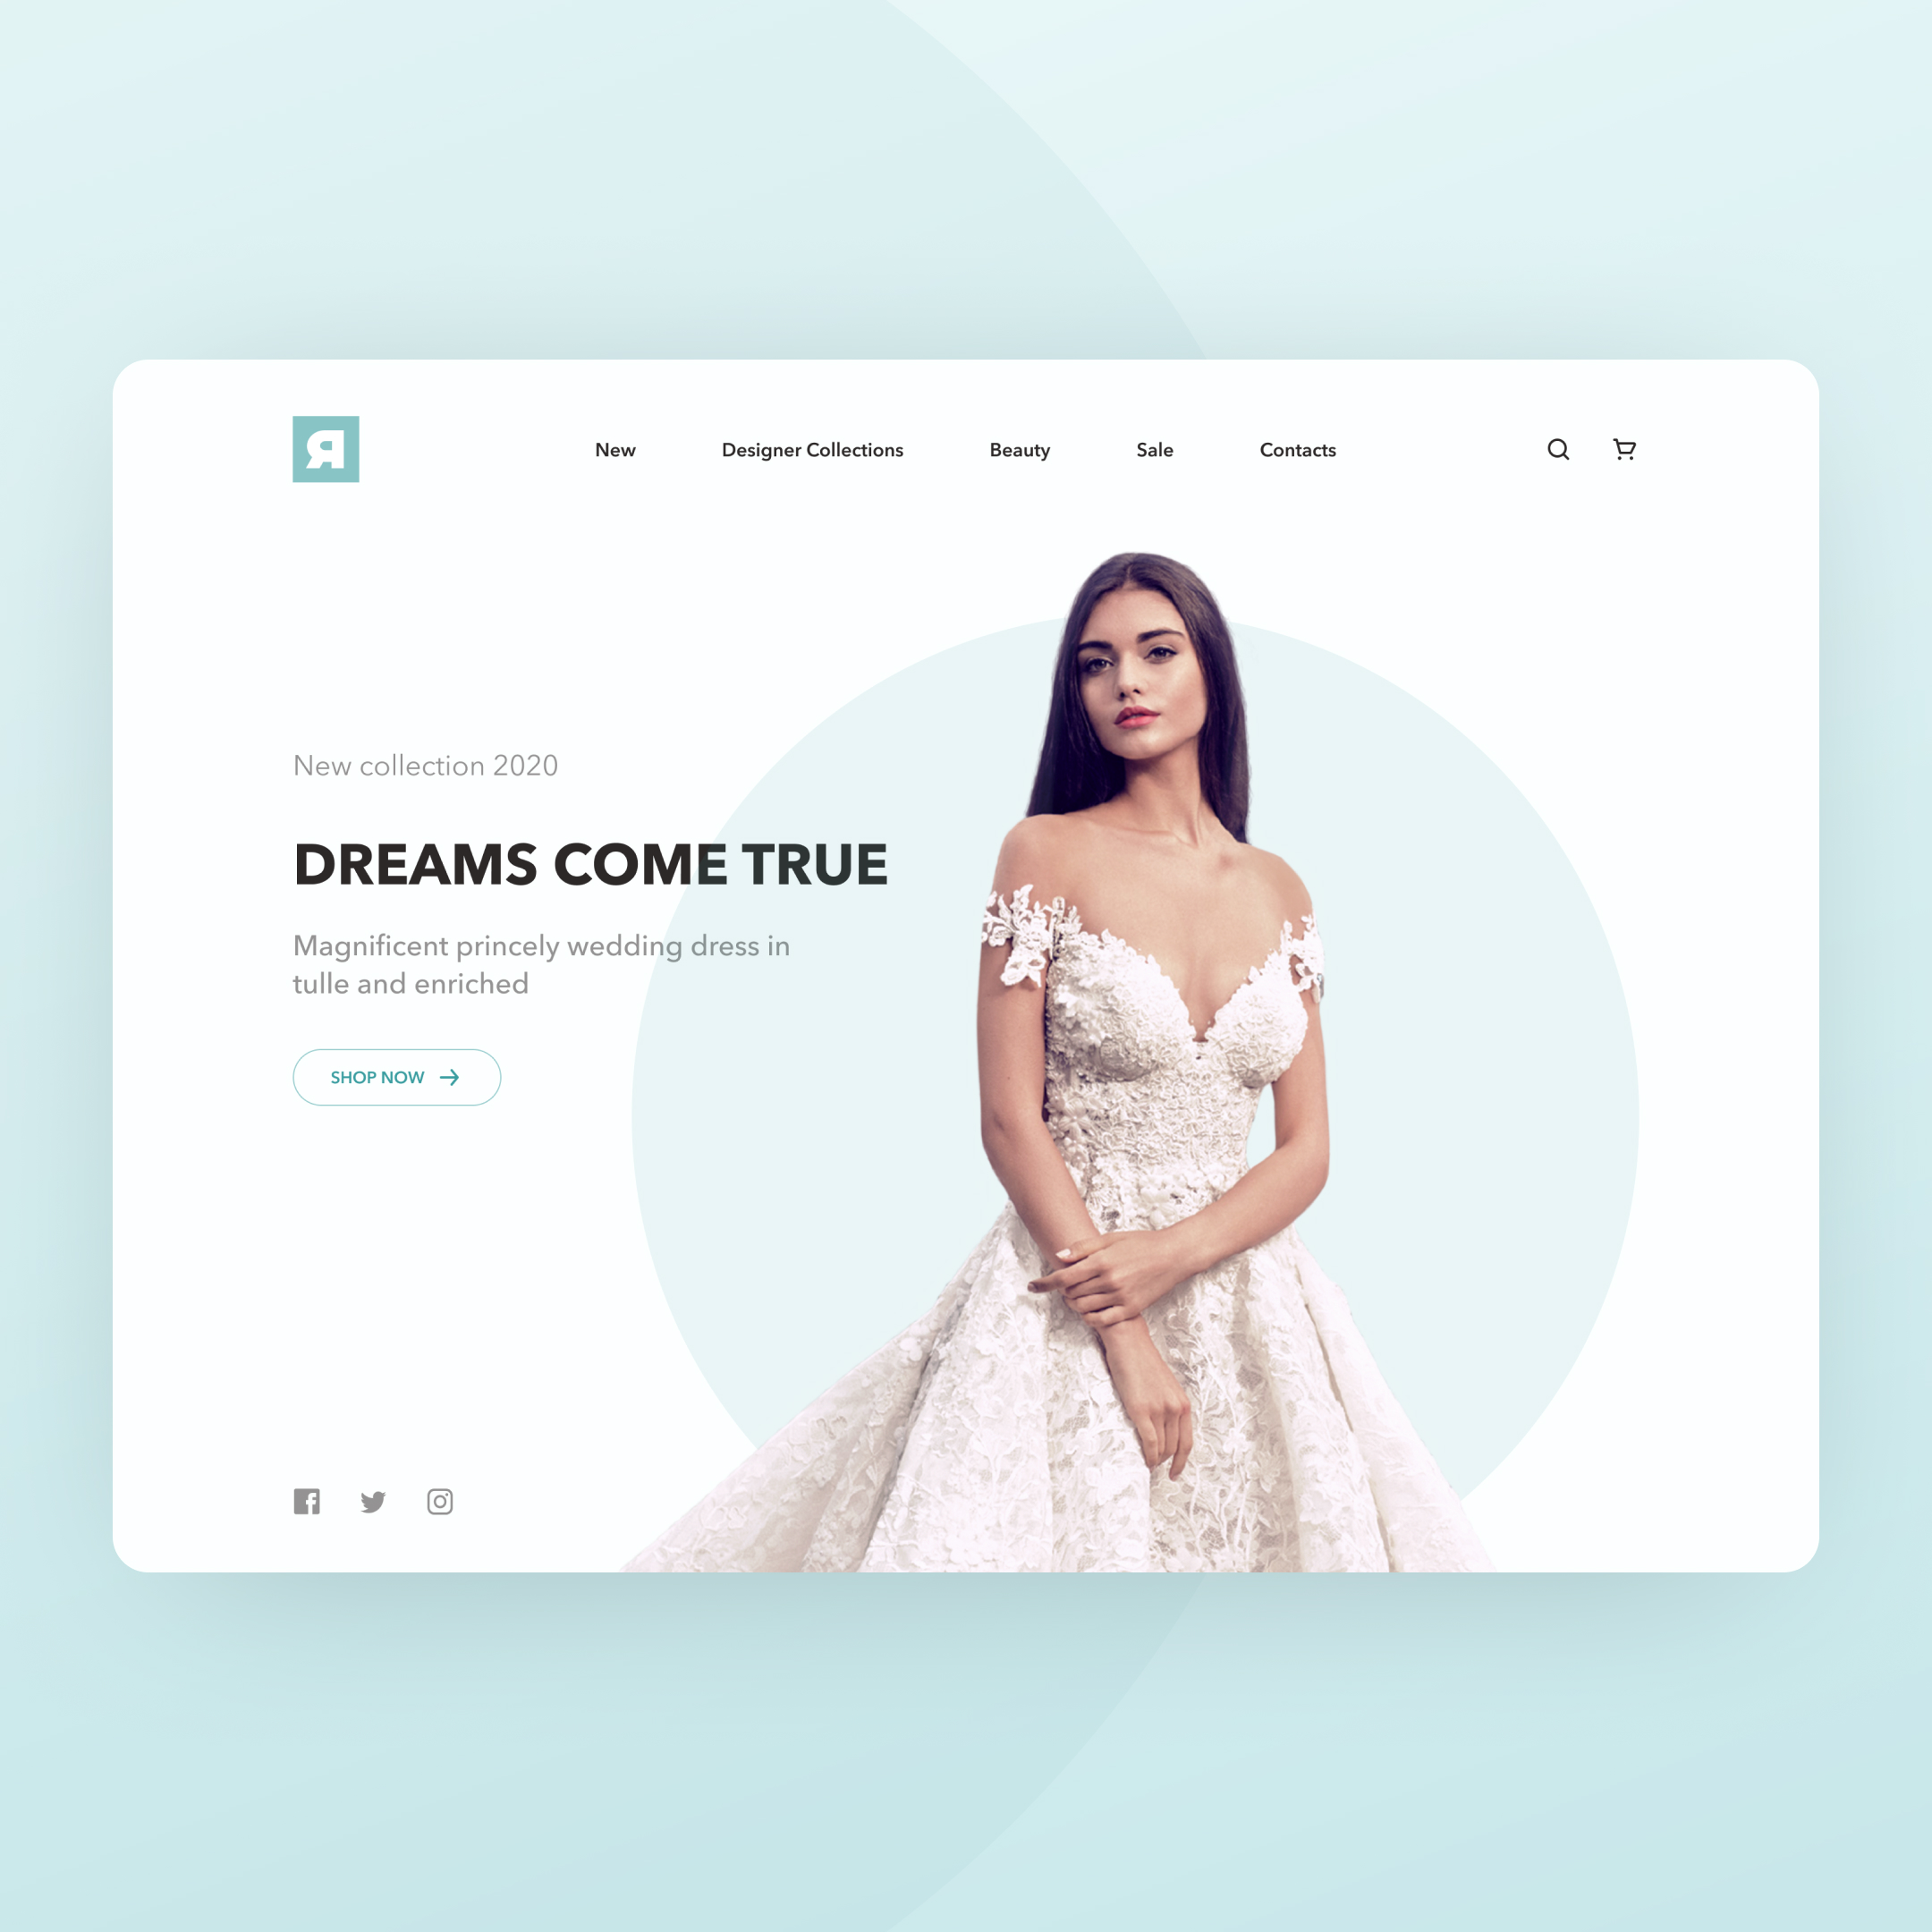 Я
New Designer Collections Beauty Sale Contacts
New collection 2020
DREAMS COME TRUE
Magnificent princely wedding dress in
tulle and enriched
SHOP NOW